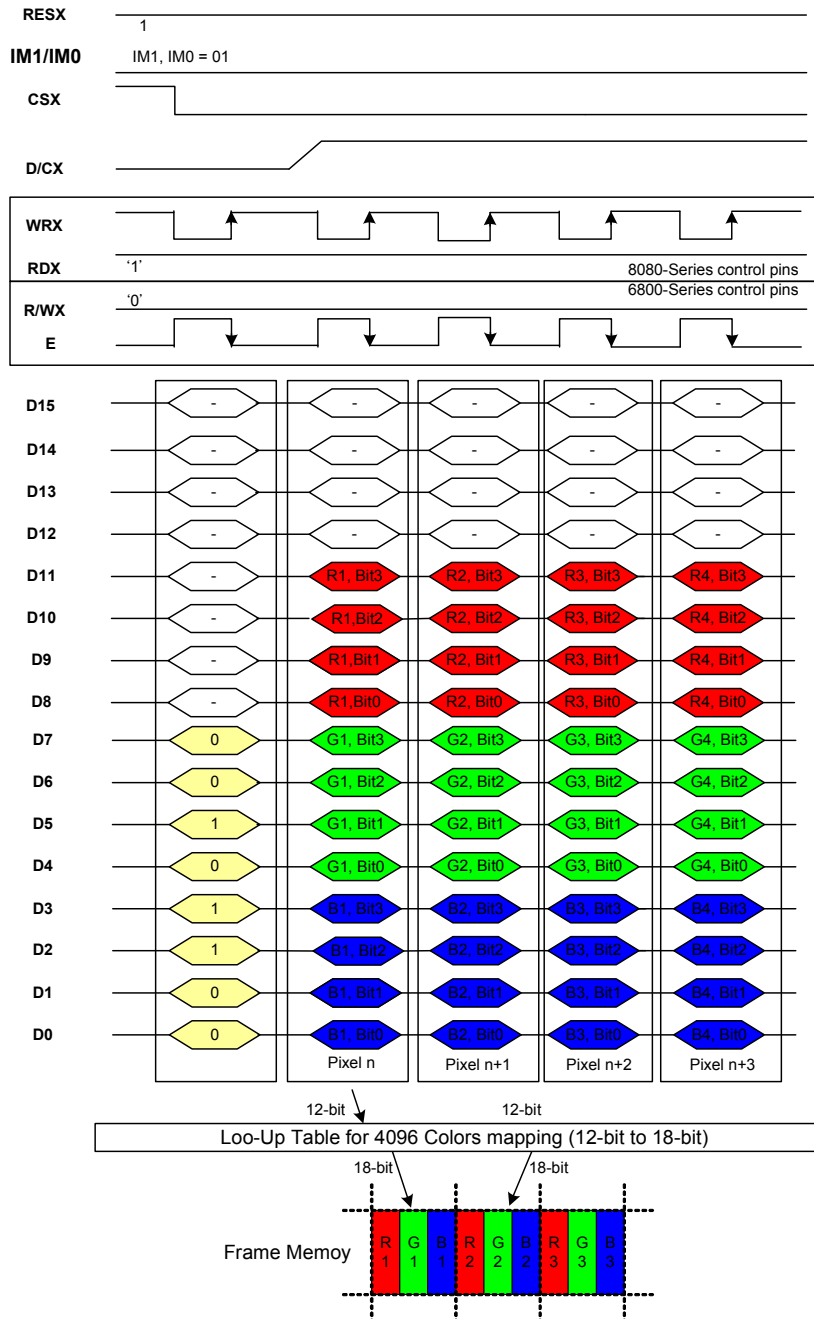 RESX
1
IM1/IM0 IM1, IM0 = 01
CSX
D/CX
WRX
RDX '1' 8080-Series control pins
6800-Series control pins
R/WX '0'
E
D15 - - - - -
D14 - - - - -
D13 - - - - -
D12 - - - - -
D11 - R1, Bit3 R2, Bit3 R3, Bit3 R4, Bit3
D10 - R1,Bit2 R2, Bit2 R3, Bit2 R4, Bit2
D9 - R1,Bit1 R2, Bit1 R3, Bit1 R4, Bit1
D8 - R1,Bit0 R2, Bit0 R3, Bit0 R4, Bit0
D7 0 G1, Bit3 G2, Bit3 G3, Bit3 G4, Bit3
D6 0 G1, Bit2 G2, Bit2 G3, Bit2 G4, Bit2
D5 1 G1, Bit1 G2, Bit1 G3, Bit1 G4, Bit1
D4 0 G1, Bit0 G2, Bit0 G3, Bit0 G4, Bit0
D3 1 B1, Bit3 B2, Bit3 B3, Bit3 B4, Bit3
D2 1 B1, Bit2 B2, Bit2 B3, Bit2 B4, Bit2
D1 0 B1, Bit1 B2, Bit1 B3, Bit1 B4, Bit1
D0 0 B1, Bit0 B2, Bit0 B3, Bit0 B4, Bit0
Pixel n Pixel n+1 Pixel n+2 Pixel n+3
12-bit 12-bit
Loo-Up Table for 4096 Colors mapping (12-bit to 18-bit)
18-bit 18-bit
Frame Memoy
R G B R G B R G B
1 1 1 2 2 2 3 3 3